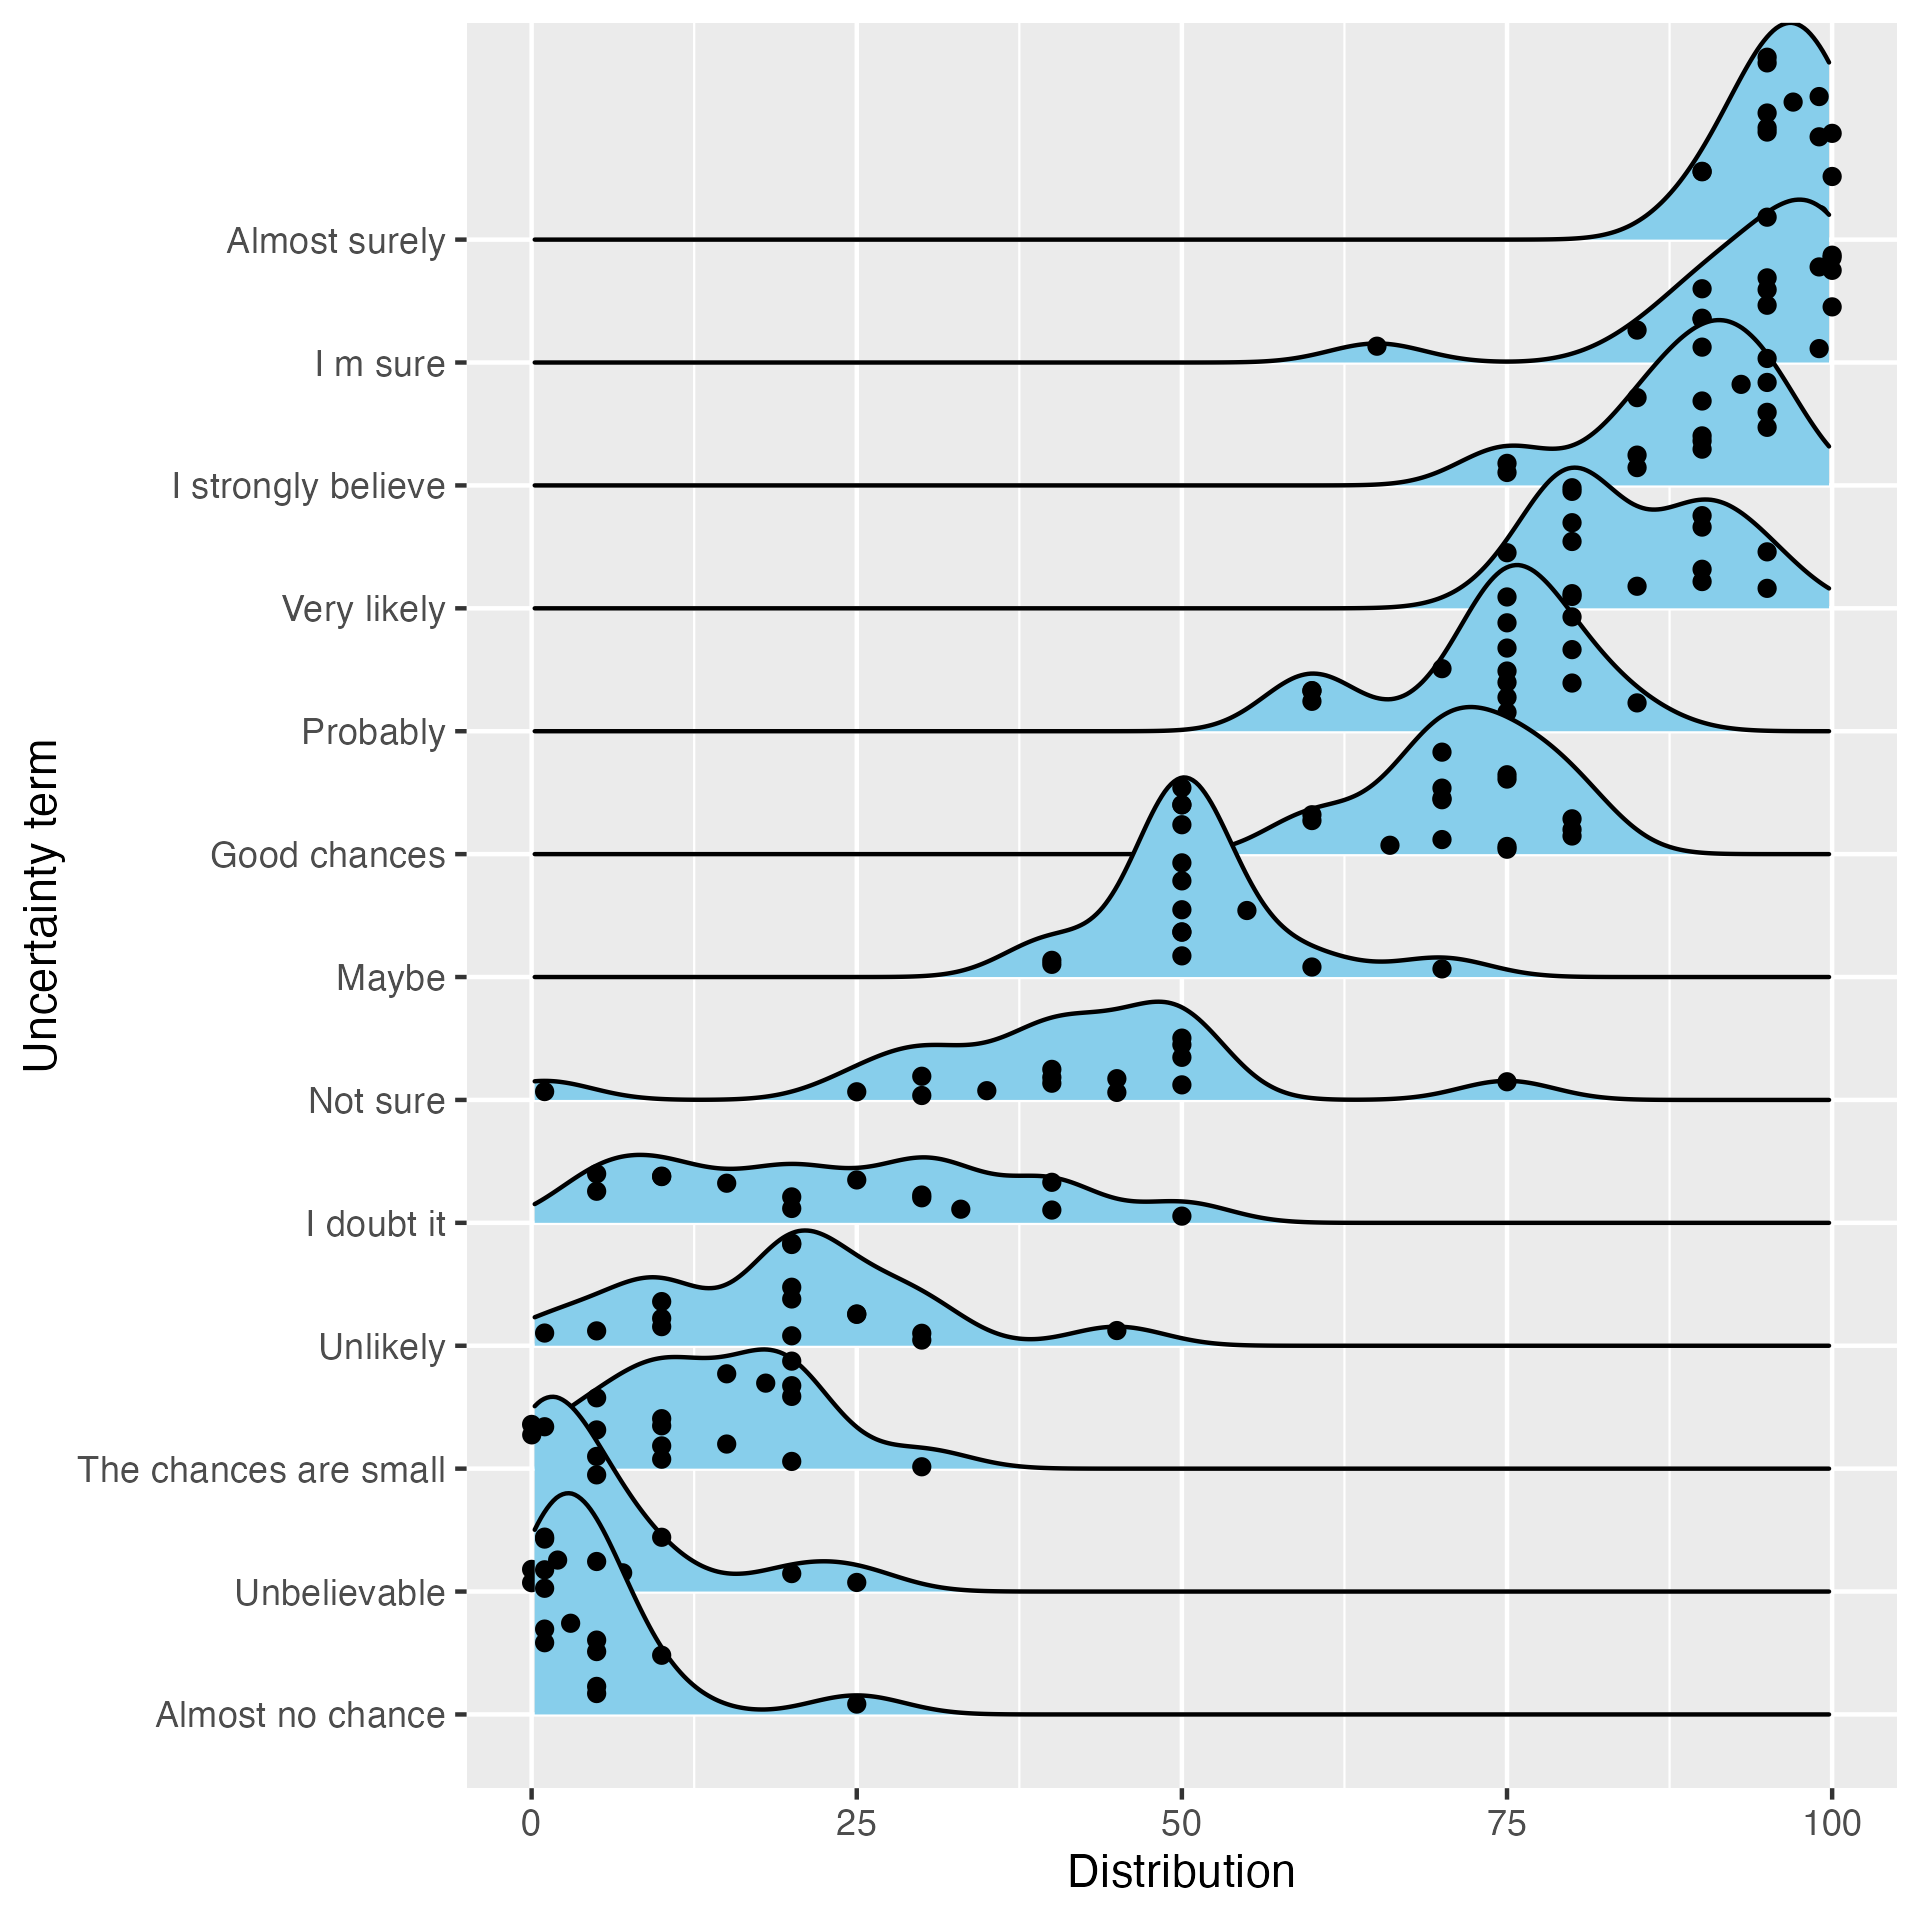 Uncertainty term
Almost surely
I m sure
I strongly believe
Very likely
Probably
Good chances
Maybe
Not sure
I doubt it
Unlikely
The chances are small
Unbelievable
Almost no chance
0 25 50 75 100
Distribution